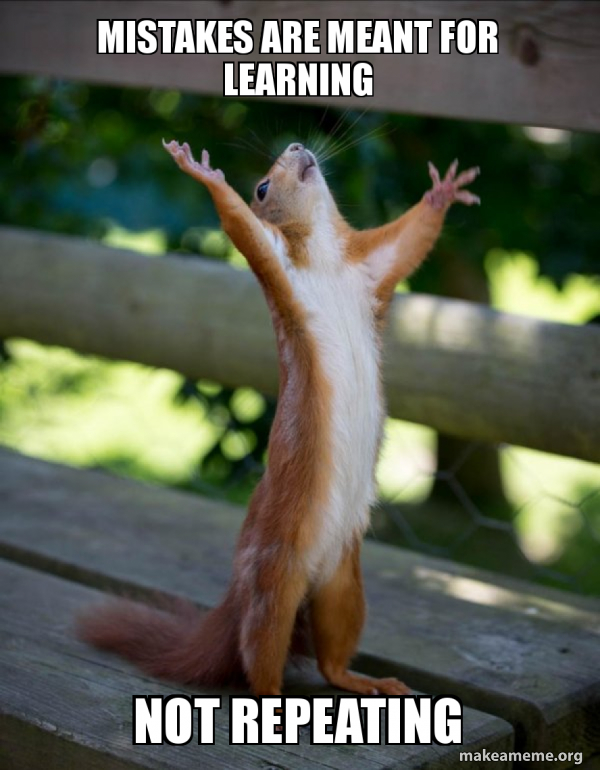 MISTAKES ARE MEANT FOR
LEARNING
NOT REPEATING
makeameme.org